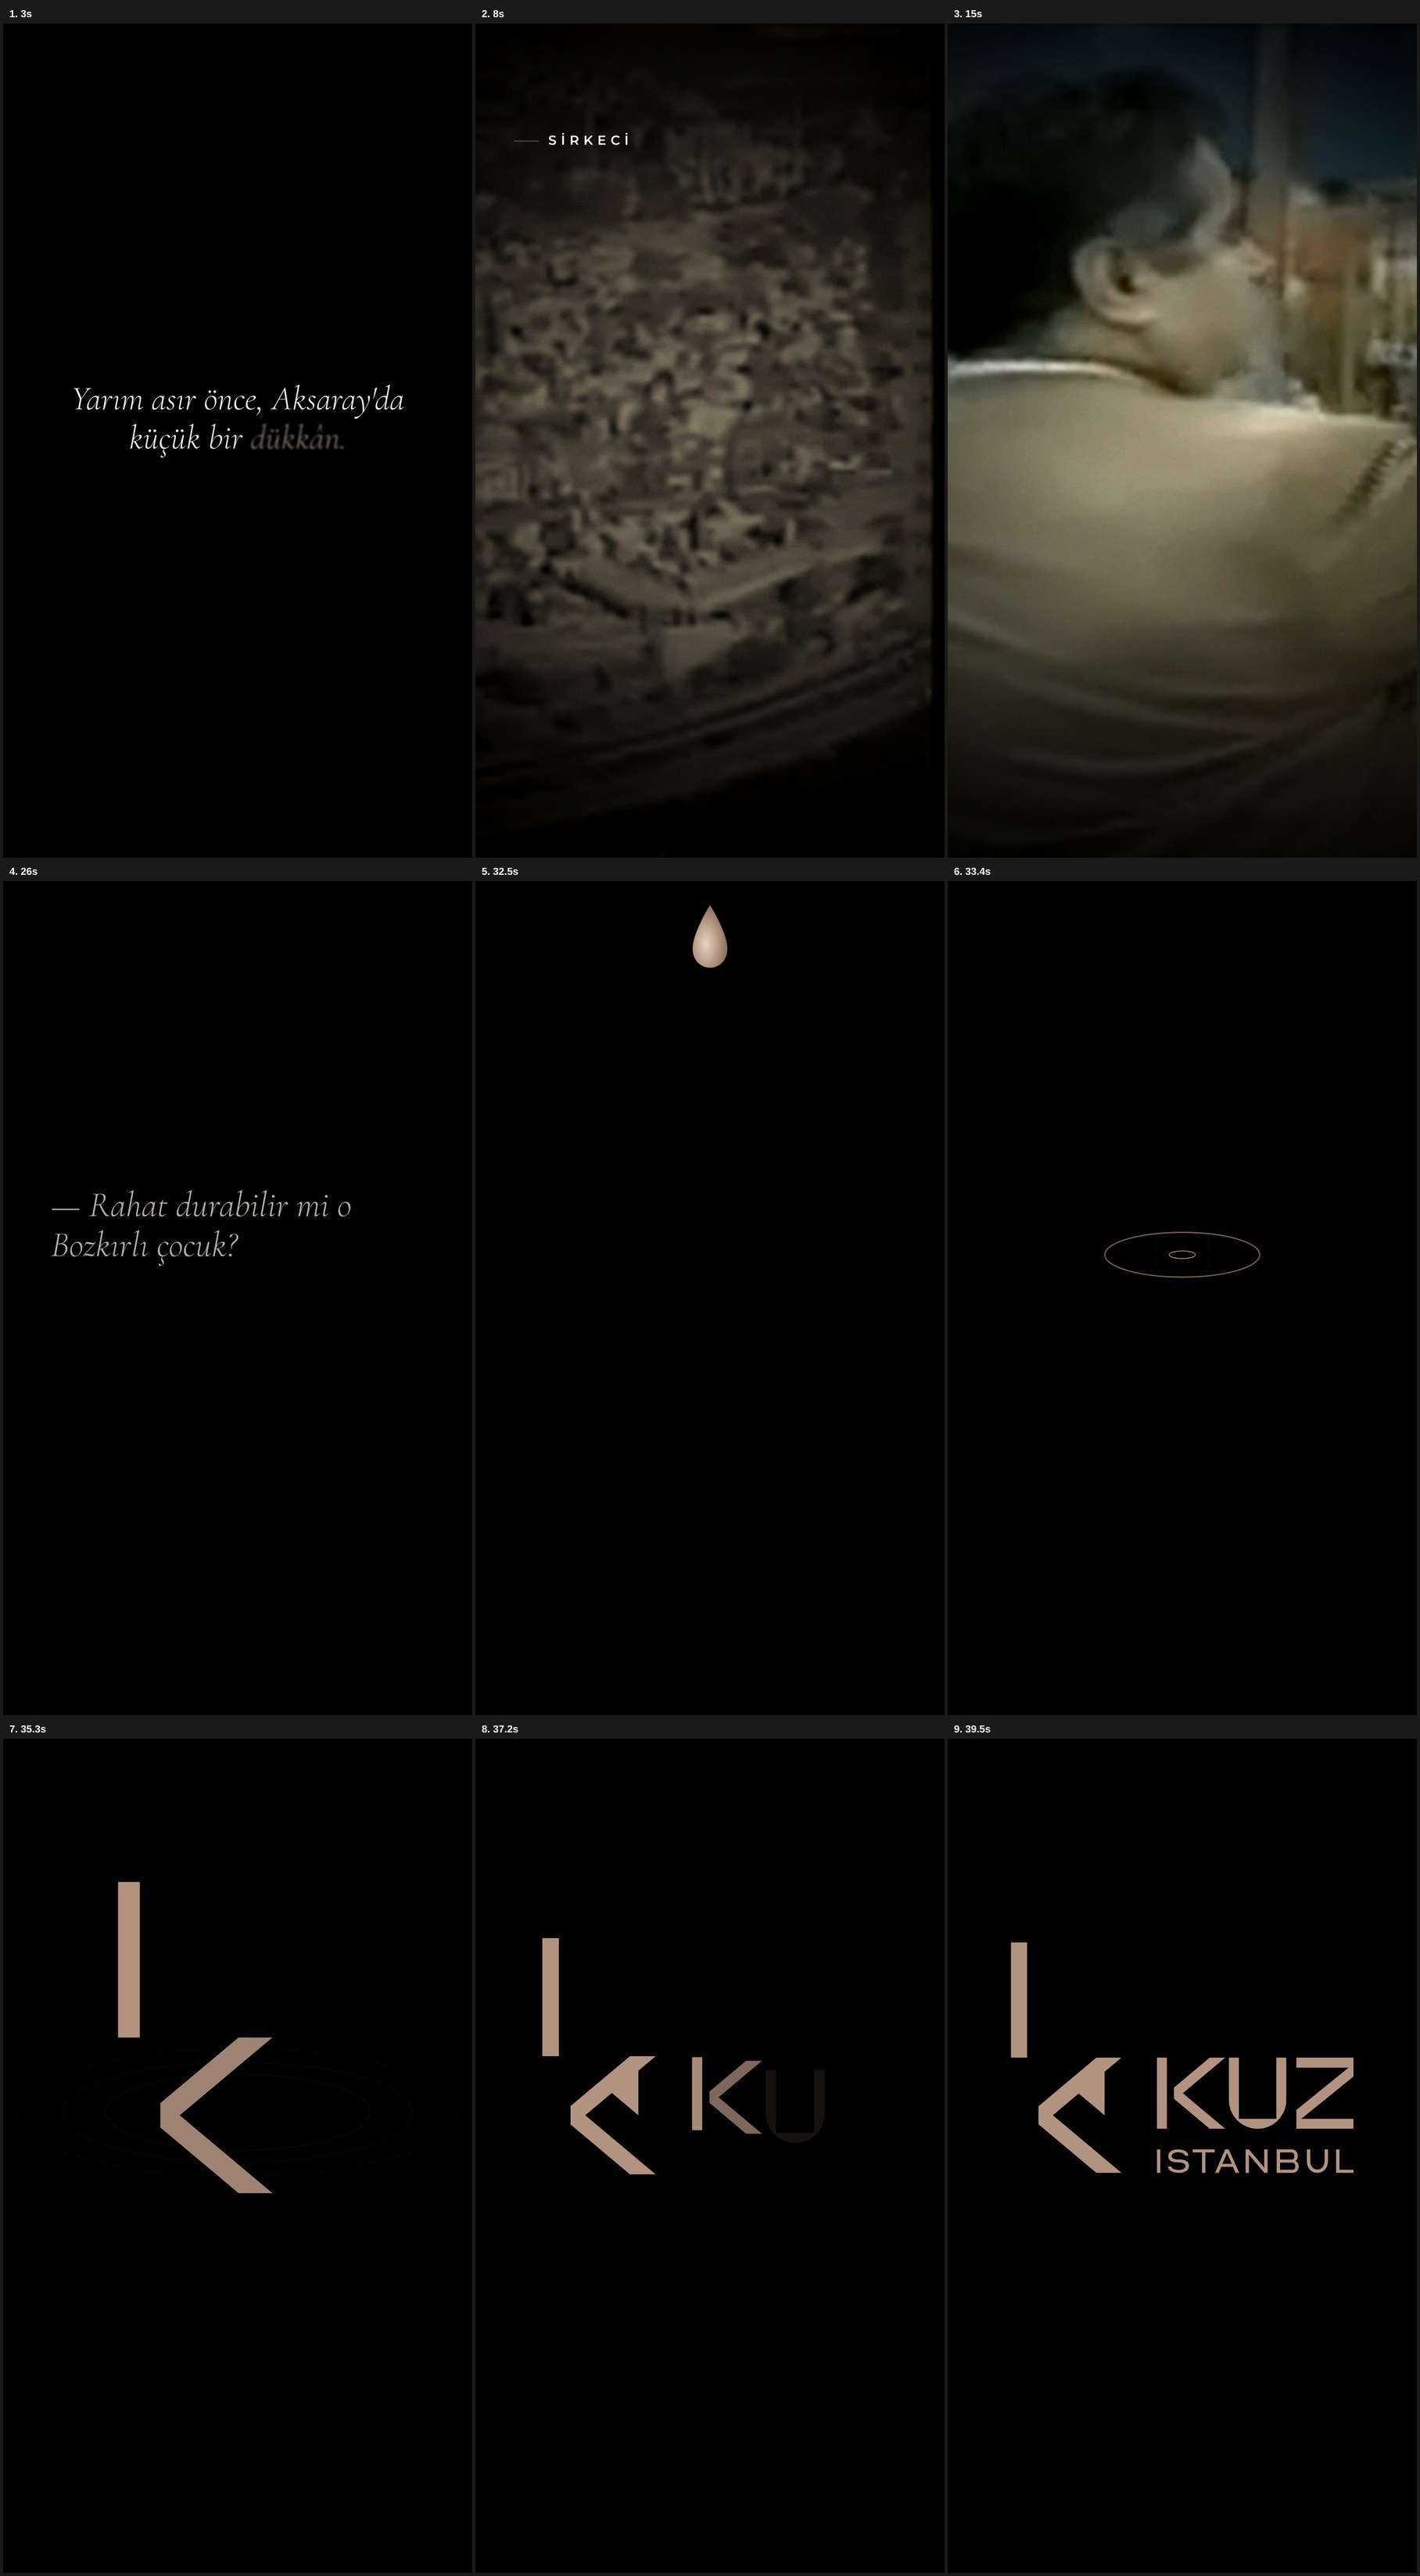 1. 3s
2. 8s
3. 15s
SİRKECİ
Yarım asır önce, Aksaray'da
küçük bir dükkân.
4. 26s
5. 32.5s
6. 33.4s
— Rahat durabilir mi o
Bozkırlı çocuk?
7. 35.3s
8. 37.2s
9. 39.5s
KU
KUZ
ISTANBUL